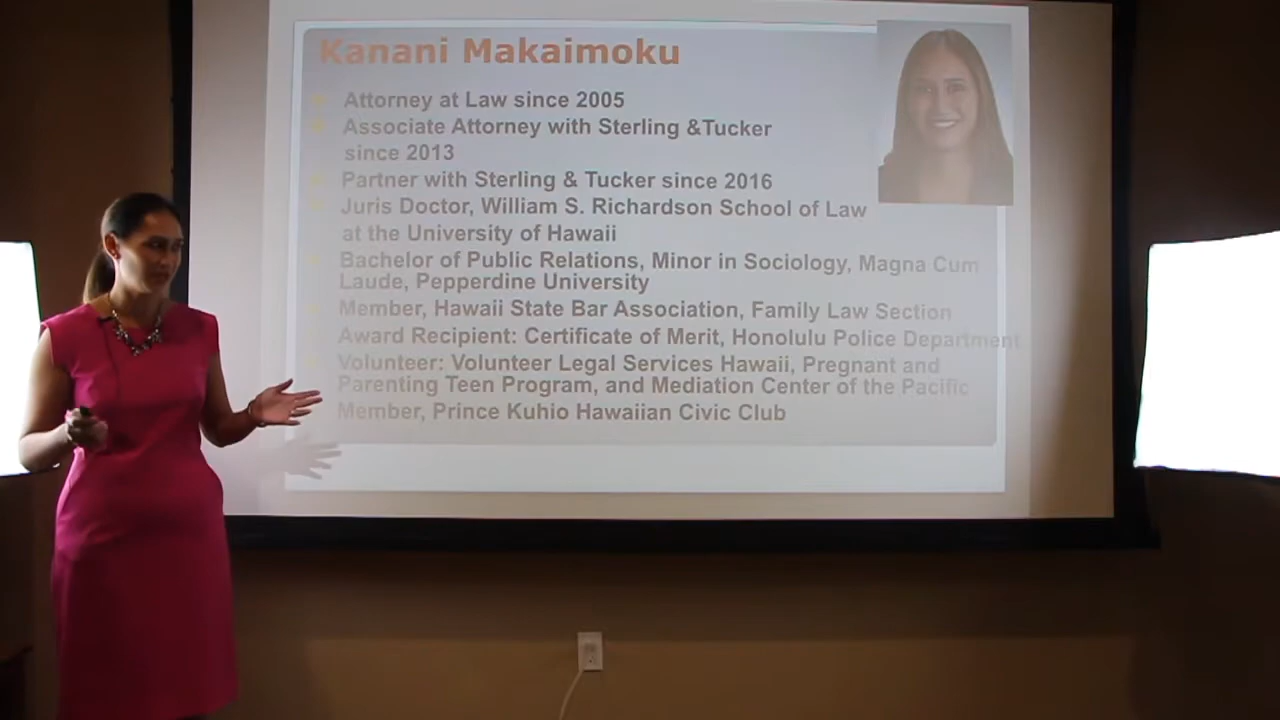 Kanani Makaimoku
Attorney at Law since 2005
Associate Attorney with Sterling &Tucker
since 2013
Partner with Sterling & Tucker since 2016
Juris Doctor, William S. Richardson School of Law
at the University of Hawaii
Bachelor of Public Relations, Minor in Sociology, Magna Cum
Laude, Pepperdine University
Member, Hawaii State Bar Association, Family Law Section
Award Recipient: Certificate of Merit, Honolulu Police Department
Volunteer: Volunteer Legal Services Hawaii, Pregnant and
Parenting Teen Program, and Mediation Center of the Pacific
Member, Prince Kuhio Hawaiian Civic Club